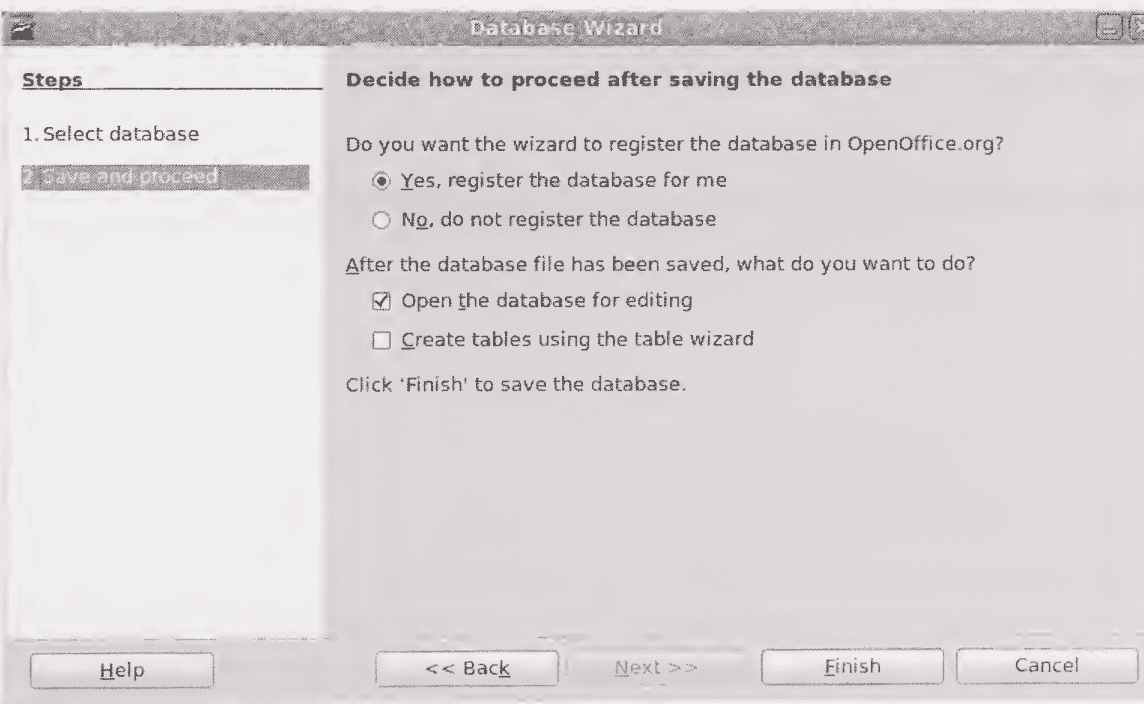 Database Wizard
Steps
1. Select database
2. Save and proceed
Decide how to proceed after saving the database
Do you want the wizard to register the database in OpenOffice.org?
Yes, register the database for me
No, do not register the database
After the database file has been saved, what do you want to do?
Open the database for editing
Create tables using the table wizard
Click 'Finish' to save the database.
Help
<< Back
Next >>
Finish
Cancel